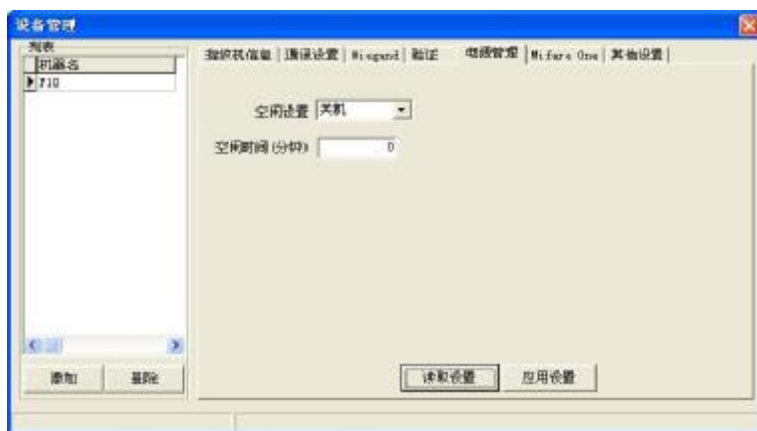 设备管理
列表
机器名
F10
指纹机信息 通讯设置 Wiegand 验证 电源管理 Mifare One 其他设置
空闲设置 关机
空闲时间(分钟) 0
添加 删除 读取设置 应用设置